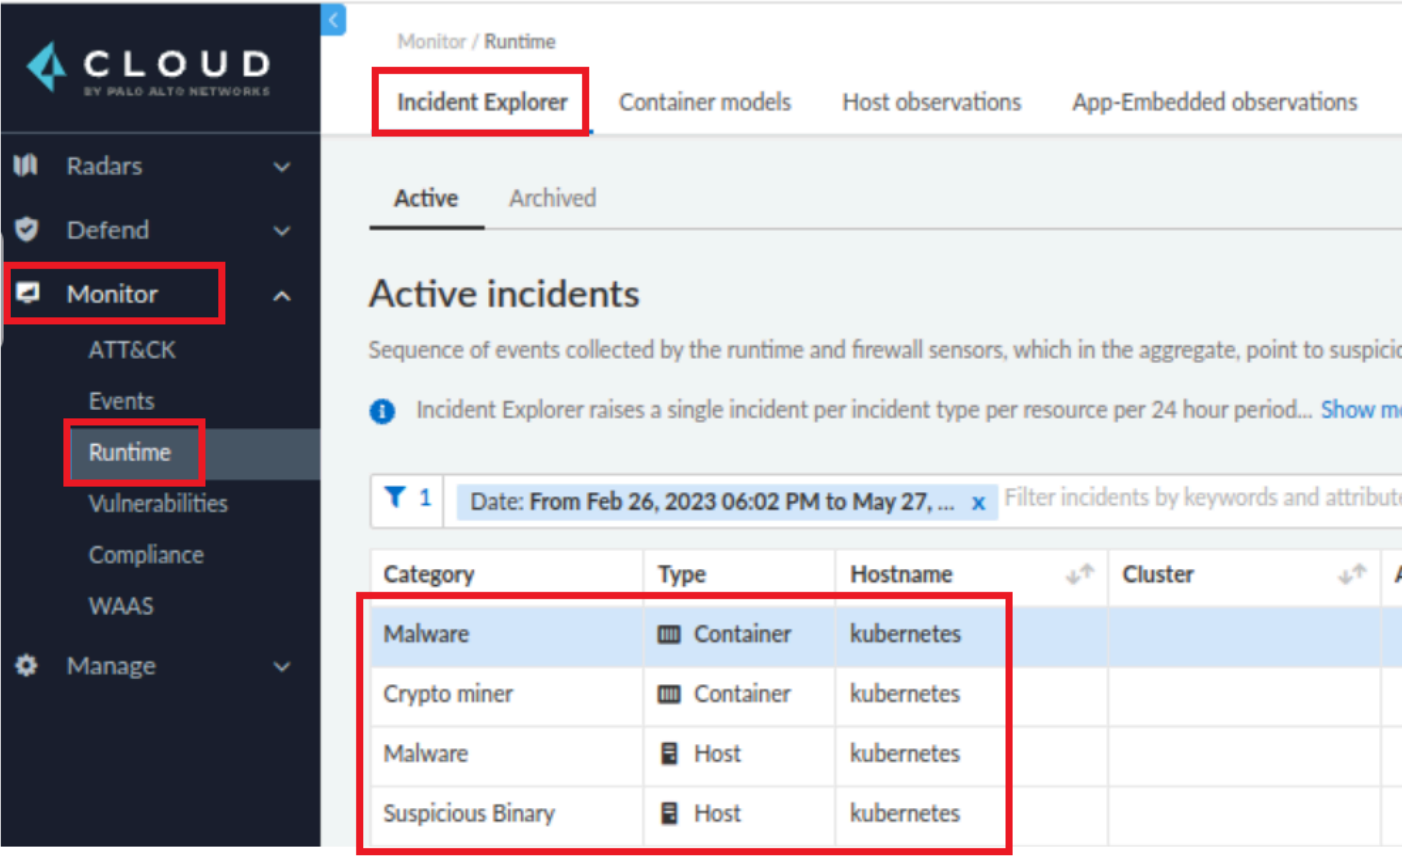 CLOUD
BY PALO ALTO NETWORKS
Radars
Defend
Monitor
ATT&CK
Events
Runtime
Vulnerabilities
Compliance
WAAS
Manage
Monitor / Runtime
Incident Explorer Container models Host observations App-Embedded observations
Active Archived
Active incidents
Sequence of events collected by the runtime and firewall sensors, which in the aggregate, point to suspicio
Incident Explorer raises a single incident per incident type per resource per 24 hour period... Show mo
1 Date: From Feb 26, 2023 06:02 PM to May 27, ... x Filter incidents by keywords and attribute
Category Type Hostname Cluster A
Malware Container kubernetes
Crypto miner Container kubernetes
Malware Host kubernetes
Suspicious Binary Host kubernetes